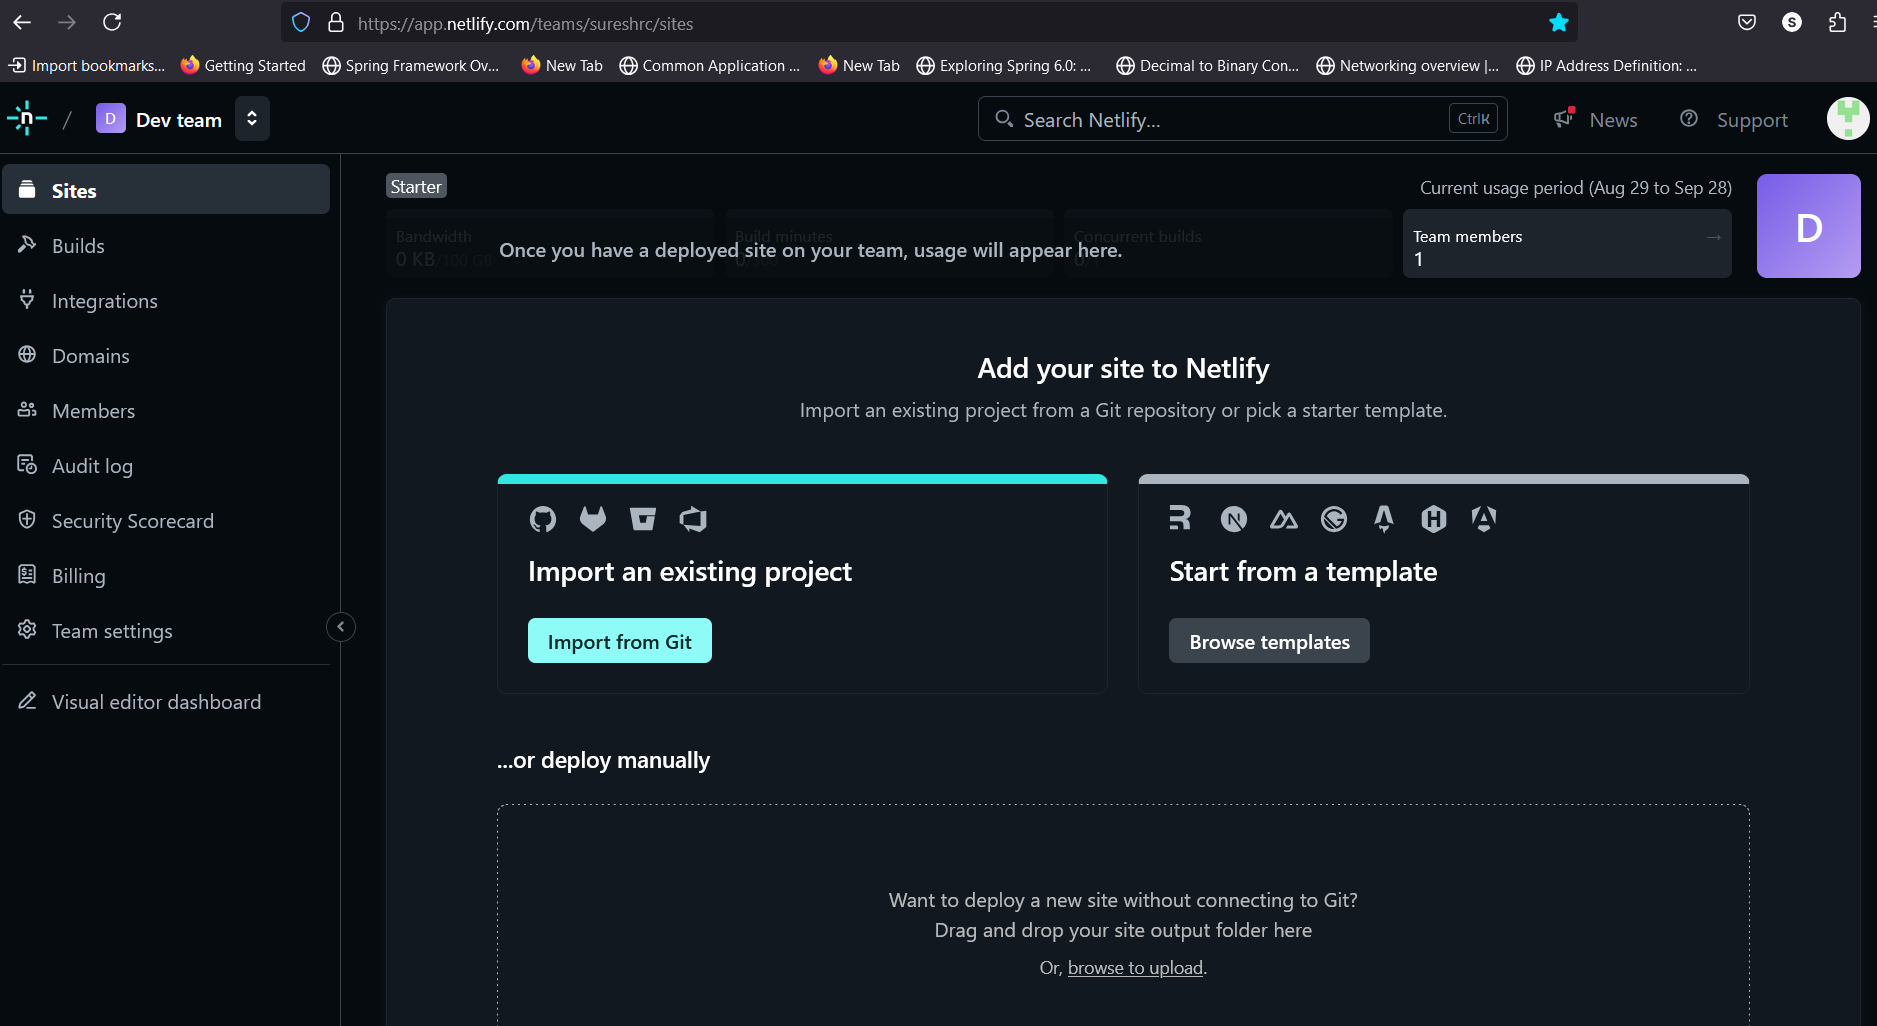 https://app.netlify.com/teams/sureshrc/sites
S
Import bookmarks... Getting Started Spring Framework Ov... New Tab Common Application ... New Tab Exploring Spring 6.0: ... Decimal to Binary Con... Networking overview |... IP Address Definition: ...
n / D Dev team Search Netlify... CtrlK News Support
Sites
Builds
Integrations
Domains
Members
Audit log
Security Scorecard
Billing
Team settings
Visual editor dashboard
Starter
Current usage period (Aug 29 to Sep 28)
Bandwidth
0 KB/100 GB
Build minutes
Concurrent builds
Once you have a deployed site on your team, usage will appear here.
Team members →
1
D
Add your site to Netlify
Import an existing project from a Git repository or pick a starter template.
Import an existing project
Import from Git
Start from a template
Browse templates
...or deploy manually
Want to deploy a new site without connecting to Git?
Drag and drop your site output folder here
Or, browse to upload.